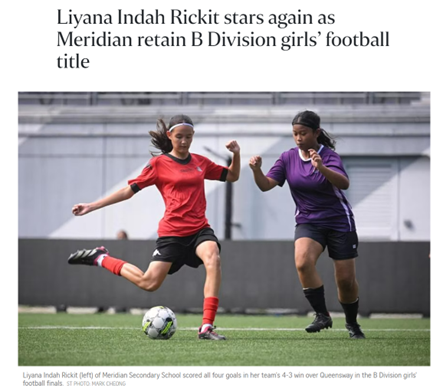 Liyana Indah Rickit stars again as
Meridian retain B Division girls' football
title
Liyana Indah Rickit (left) of Meridian Secondary School scored all four goals in her team's 4-3 win over Queensway in the B Division girls'
football finals. ST PHOTO: MARK CHEONG